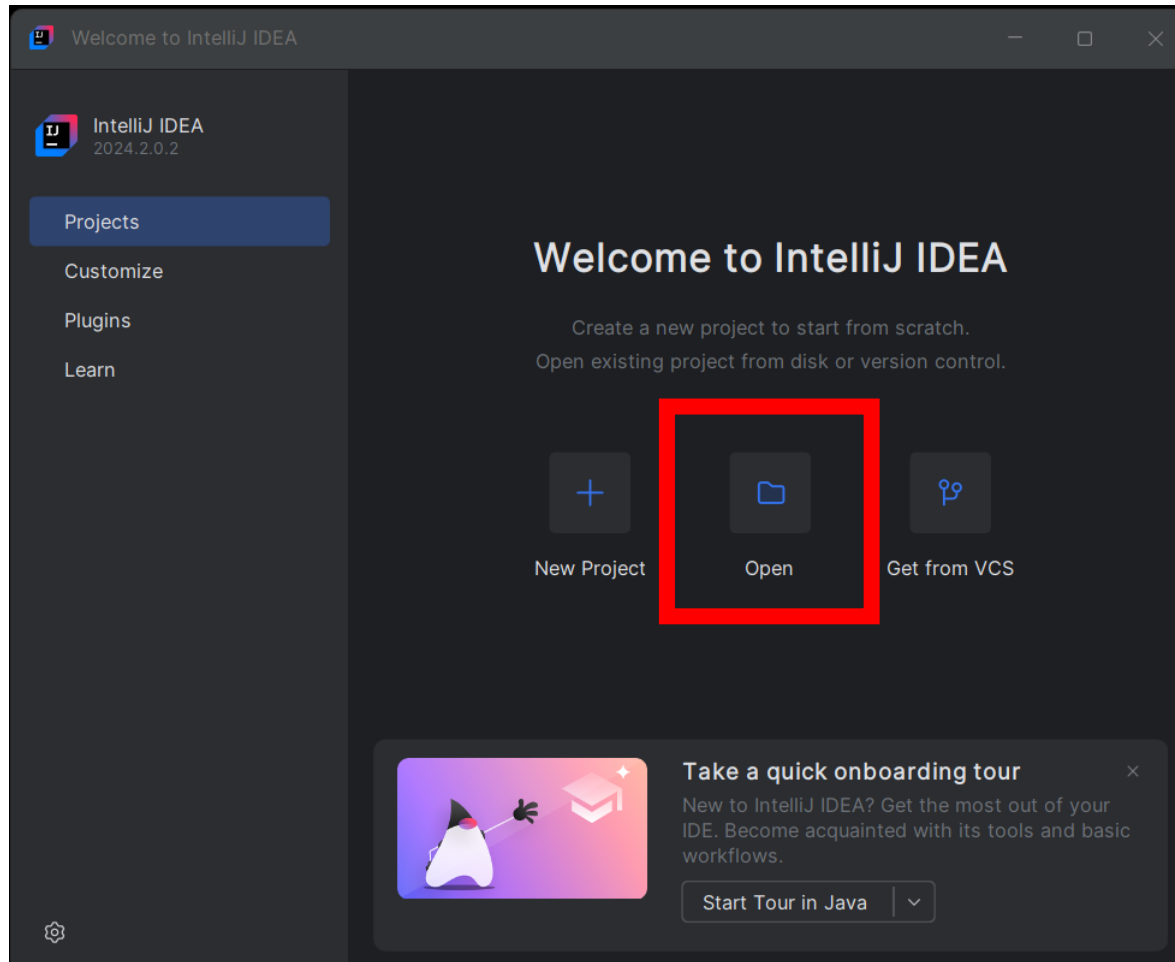 Welcome to IntelliJ IDEA
IJ
IntelliJ IDEA
2024.2.0.2
Projects
Customize
Plugins
Learn
Welcome to IntelliJ IDEA
Create a new project to start from scratch.
Open existing project from disk or version control.
New Project
Open
Get from VCS
Take a quick onboarding tour
New to IntelliJ IDEA? Get the most out of your
IDE. Become acquainted with its tools and basic
workflows.
Start Tour in Java